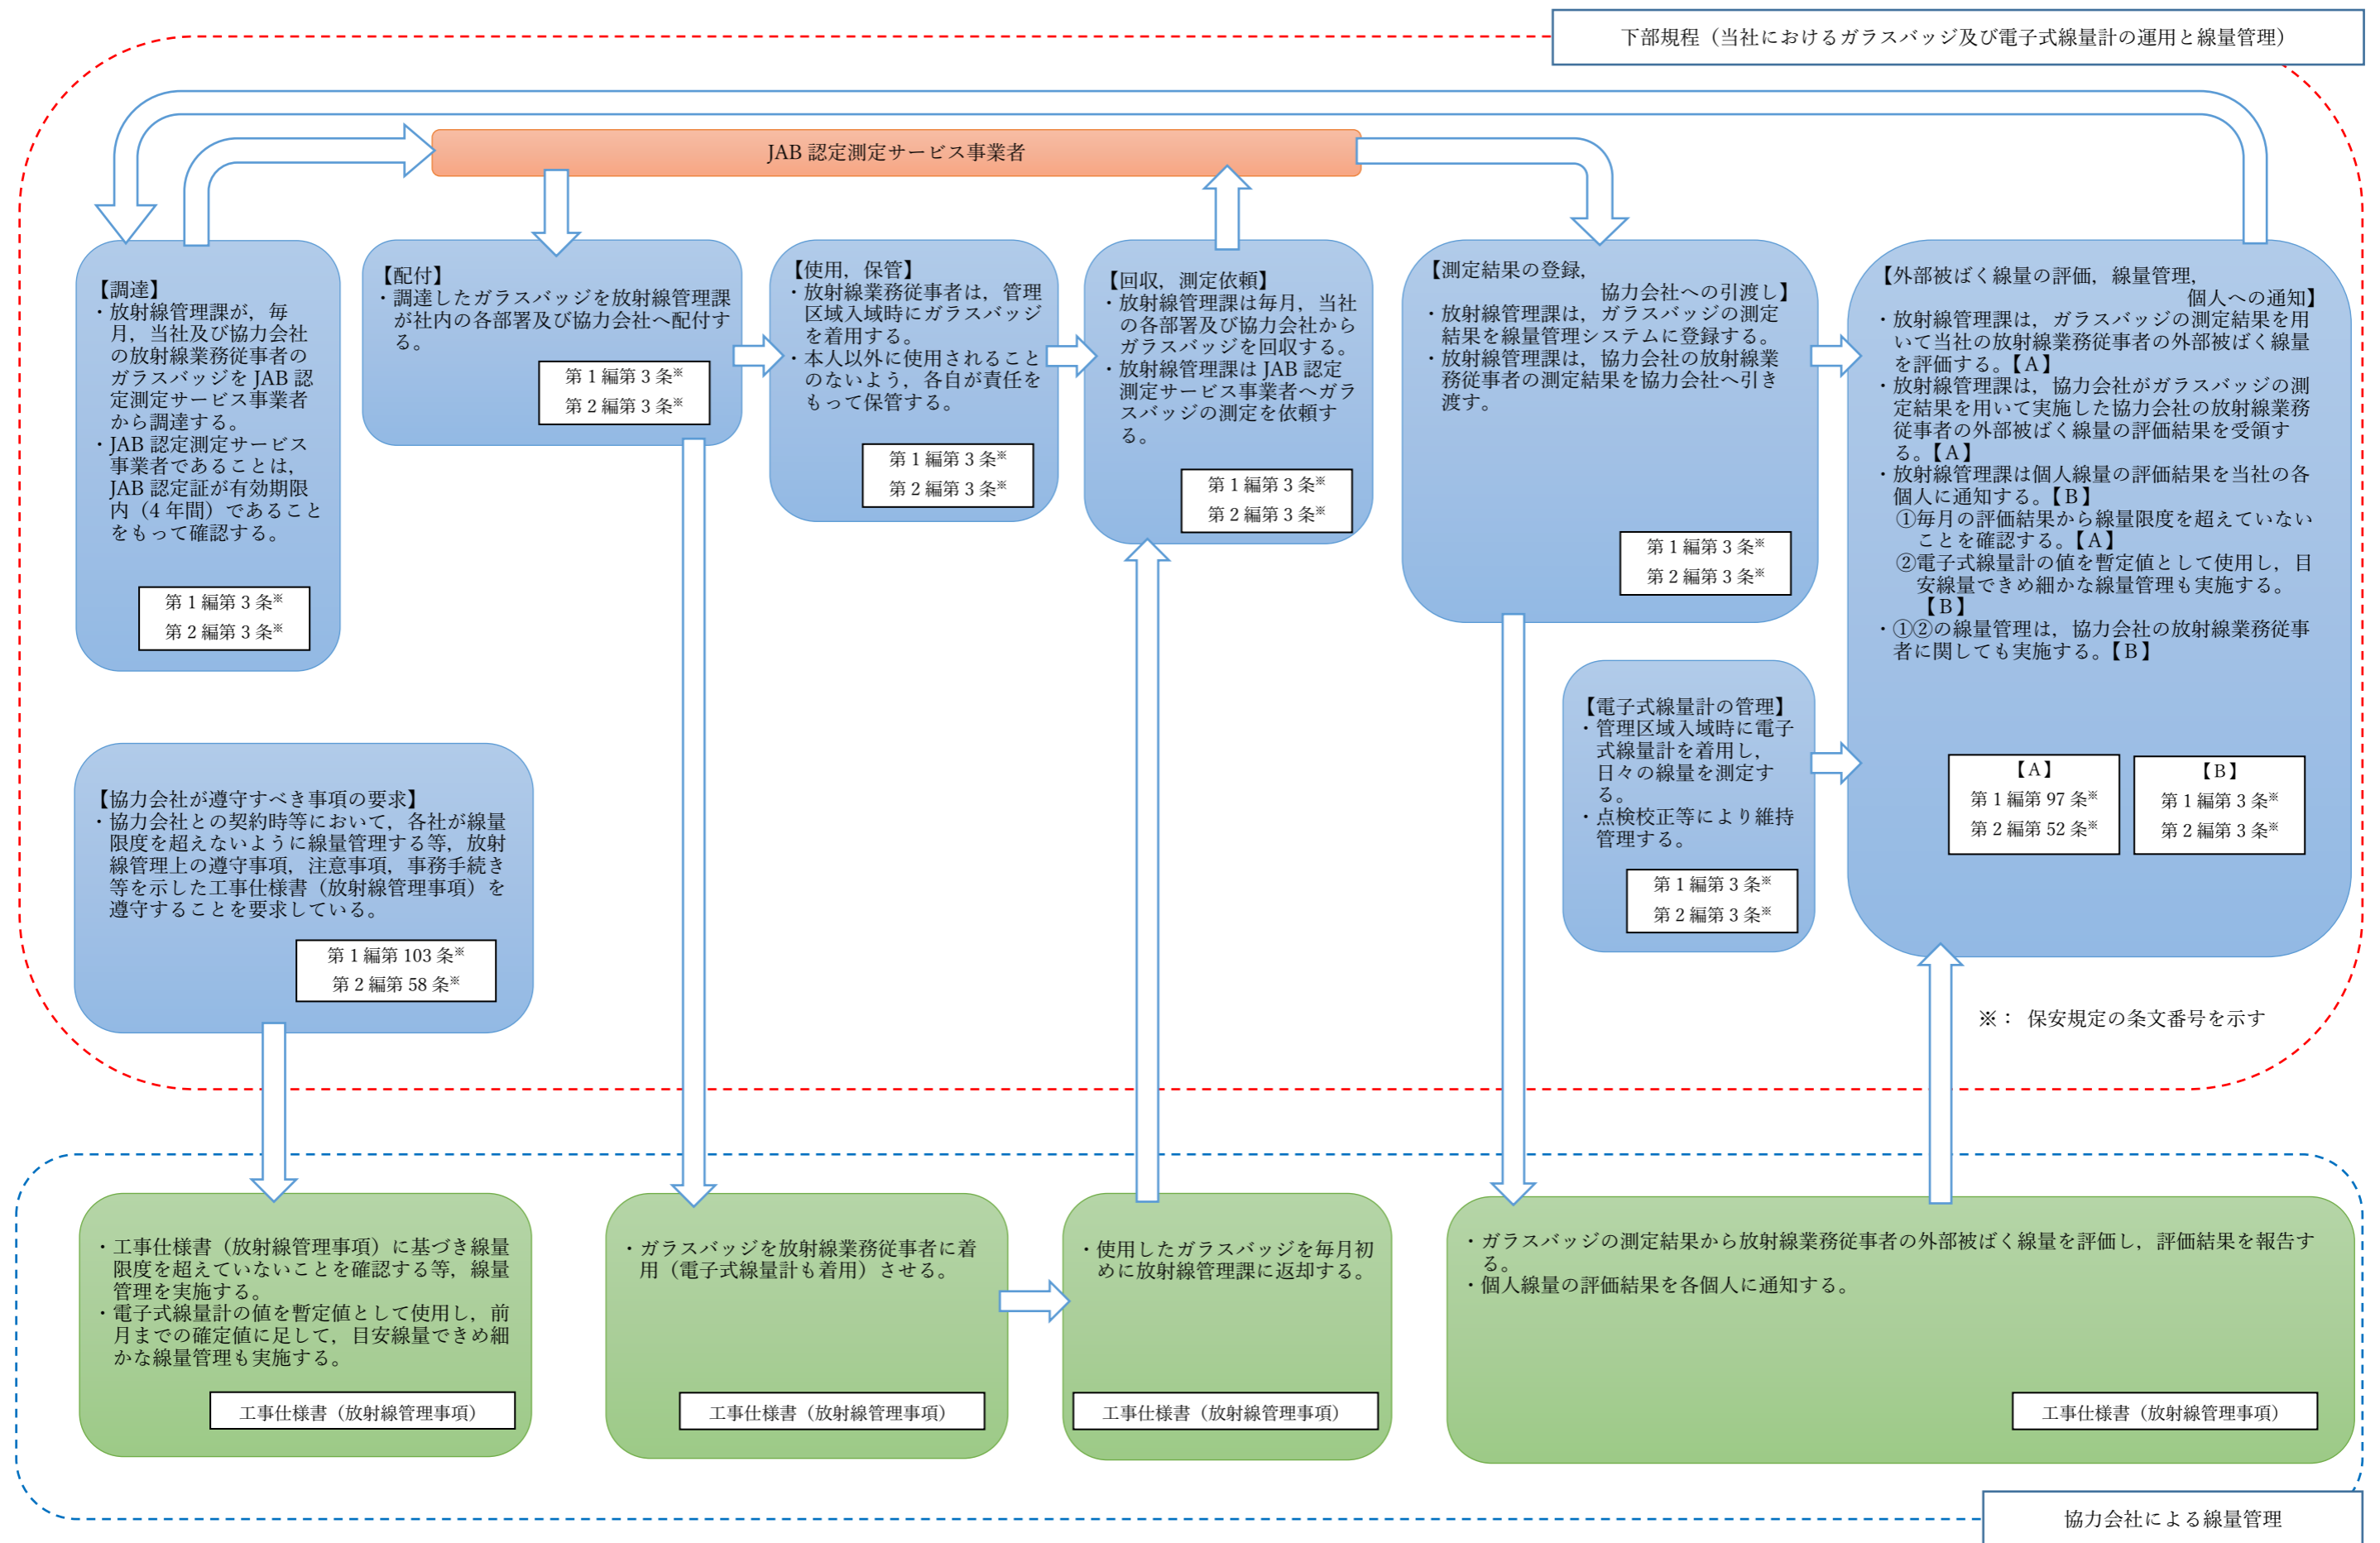 下部規程（当社におけるガラスバッジ及び電子式線量計の運用と線量管理）
JAB 認定測定サービス事業者
【調達】
・放射線管理課が，毎
月，当社及び協力会社
の放射線業務従事者の
ガラスバッジを JAB 認
定測定サービス事業者
から調達する。
・JAB 認定測定サービス
事業者であることは，
JAB 認定証が有効期限
内（4 年間）であること
をもって確認する。
第 1 編第 3 条※
第 2 編第 3 条※
【配付】
・調達したガラスバッジを放射線管理課
が社内の各部署及び協力会社へ配付す
る。
第 1 編第 3 条※
第 2 編第 3 条※
【使用，保管】
・放射線業務従事者は，管理
区域入域時にガラスバッジ
を着用する。
・本人以外に使用されること
のないよう，各自が責任を
もって保管する。
第 1 編第 3 条※
第 2 編第 3 条※
【回収，測定依頼】
・放射線管理課は毎月，当社
の各部署及び協力会社から
ガラスバッジを回収する。
・放射線管理課は JAB 認定
測定サービス事業者へガラ
スバッジの測定を依頼す
る。
第 1 編第 3 条※
第 2 編第 3 条※
【測定結果の登録，
協力会社への引渡し】
・放射線管理課は，ガラスバッジの測定
結果を線量管理システムに登録する。
・放射線管理課は，協力会社の放射線業
務従事者の測定結果を協力会社へ引き
渡す。
第 1 編第 3 条※
第 2 編第 3 条※
【外部被ばく線量の評価，線量管理，
個人への通知】
・放射線管理課は，ガラスバッジの測定結果を用
いて当社の放射線業務従事者の外部被ばく線量
を評価する。【A】
・放射線管理課は，協力会社がガラスバッジの測
定結果を用いて実施した協力会社の放射線業務
従事者の外部被ばく線量の評価結果を受領す
る。【A】
・放射線管理課は個人線量の評価結果を当社の各
個人に通知する。【B】
①毎月の評価結果から線量限度を超えていない
ことを確認する。【A】
②電子式線量計の値を暫定値として使用し，目
安線量できめ細かな線量管理も実施する。
【B】
・①②の線量管理は，協力会社の放射線業務従事
者に関しても実施する。【B】
【A】
第 1 編第 97 条※
第 2 編第 52 条※
【B】
第 1 編第 3 条※
第 2 編第 3 条※
【電子式線量計の管理】
・管理区域入域時に電子
式線量計を着用し，
日々の線量を測定す
る。
・点検校正等により維持
管理する。
第 1 編第 3 条※
第 2 編第 3 条※
【協力会社が遵守すべき事項の要求】
・協力会社との契約時等において，各社が線量
限度を超えないように線量管理する等，放射
線管理上の遵守事項，注意事項，事務手続き
等を示した工事仕様書（放射線管理事項）を
遵守することを要求している。
第 1 編第 103 条※
第 2 編第 58 条※
※： 保安規定の条文番号を示す
・工事仕様書（放射線管理事項）に基づき線量
限度を超えていないことを確認する等，線量
管理を実施する。
・電子式線量計の値を暫定値として使用し，前
月までの確定値に足して，目安線量できめ細
かな線量管理も実施する。
工事仕様書（放射線管理事項）
・ガラスバッジを放射線業務従事者に着
用（電子式線量計も着用）させる。
工事仕様書（放射線管理事項）
・使用したガラスバッジを毎月初
めに放射線管理課に返却する。
工事仕様書（放射線管理事項）
・ガラスバッジの測定結果から放射線業務従事者の外部被ばく線量を評価し，評価結果を報告す
る。
・個人線量の評価結果を各個人に通知する。
工事仕様書（放射線管理事項）
協力会社による線量管理